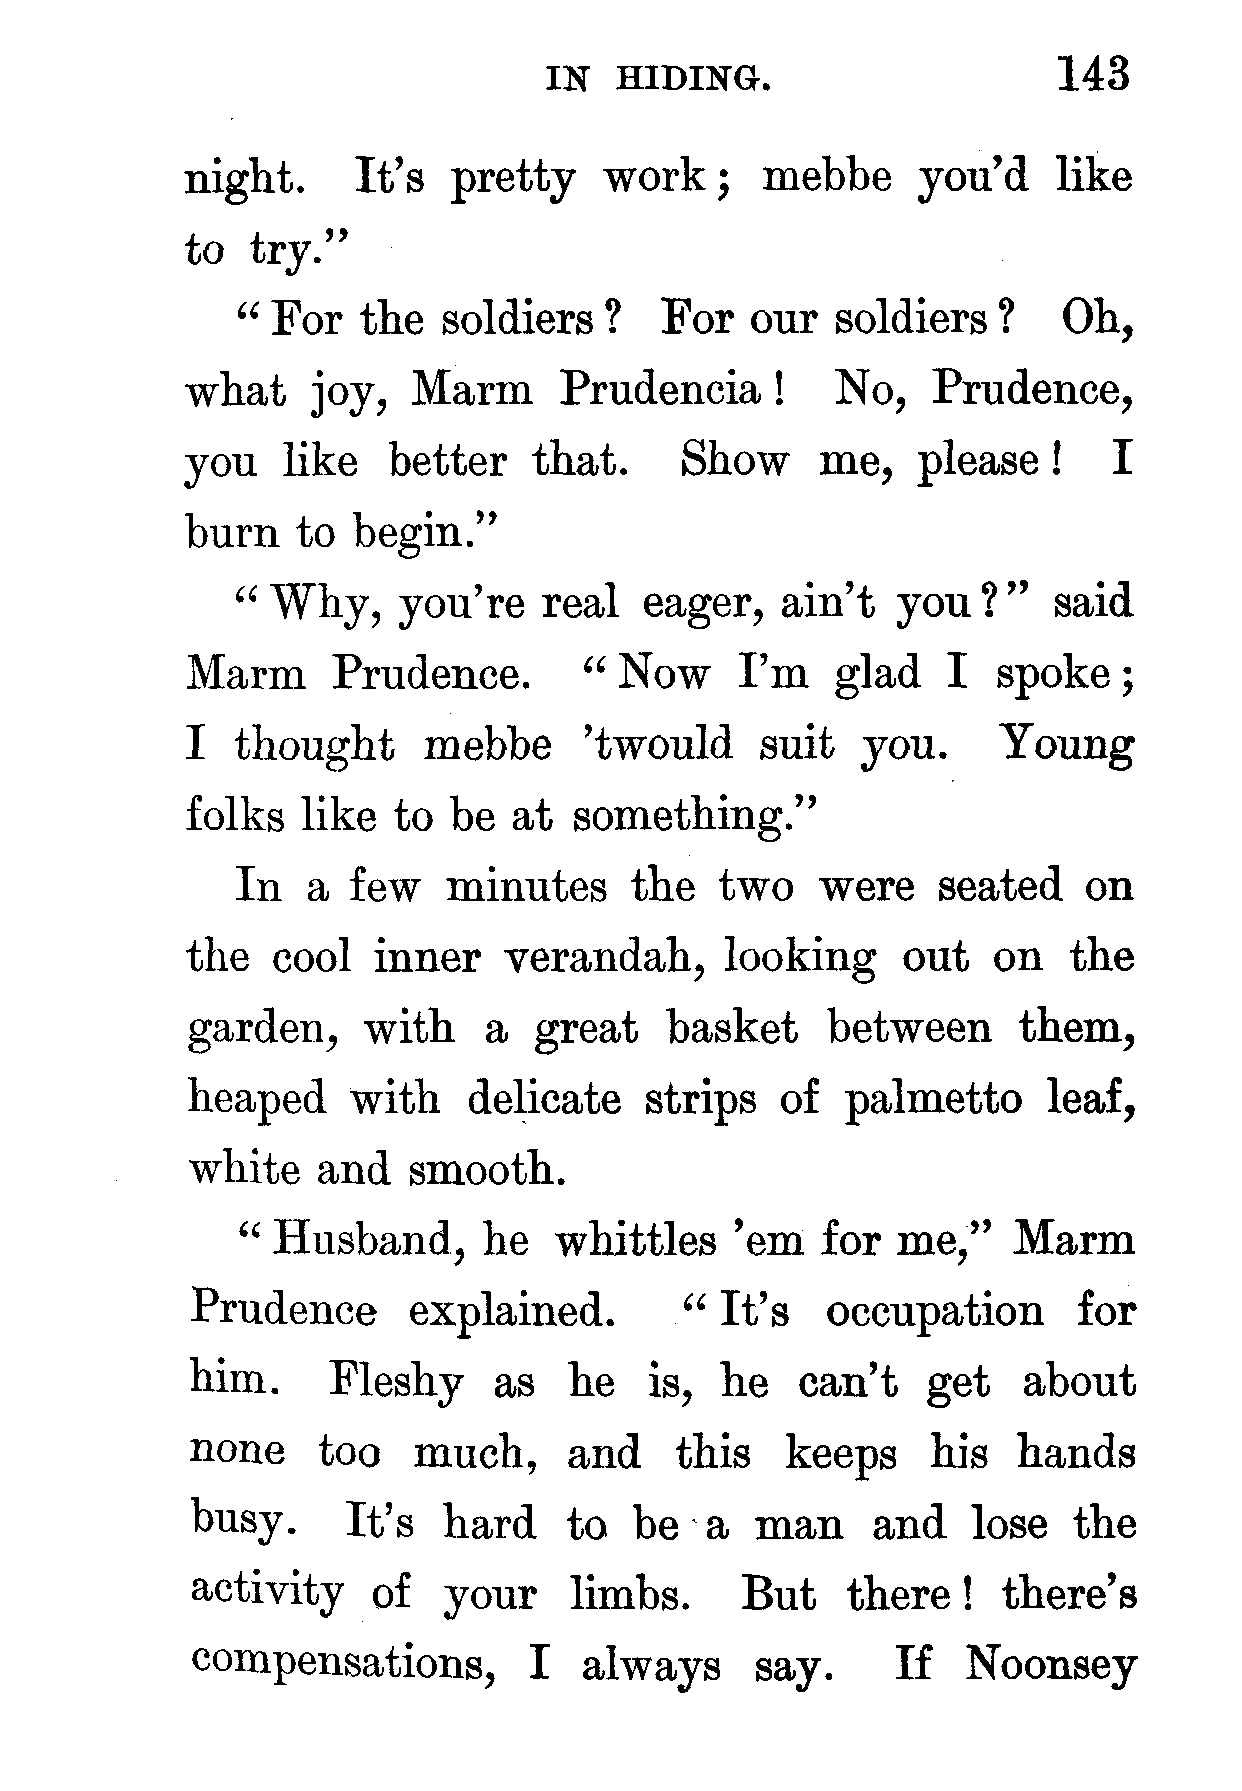 IN HIDING. 143
night. It's pretty work; mebbe you'd like
to try."
"For the soldiers? For our soldiers? Oh,
what joy, Marm Prudencia! No, Prudence,
you like better that. Show me, please! I
burn to begin."
"Why, you're real eager, ain't you?" said
Marm Prudence. "Now I'm glad I spoke;
I thought mebbe 'twould suit you. Young
folks like to be at something."
In a few minutes the two were seated on
the cool inner verandah, looking out on the
garden, with a great basket between them,
heaped with delicate strips of palmetto leaf,
white and smooth.
"Husband, he whittles 'em for me," Marm
Prudence explained. "It's occupation for
him. Fleshy as he is, he can't get about
none too much, and this keeps his hands
busy. It's hard to be a man and lose the
activity of your limbs. But there! there's
compensations, I always say. If Noonsey